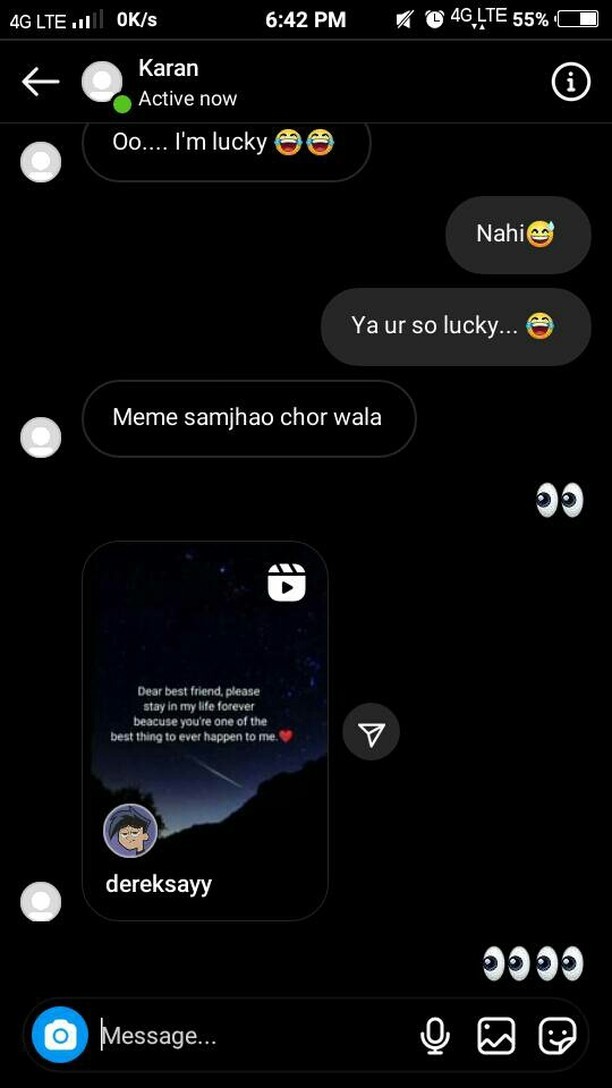 4G LTE 0K/s 6:42 PM 4G LTE 55%
Karan
Active now
Oo.... I'm lucky 😂😂
Nahi😅
Ya ur so lucky... 😂
Meme samjhao chor wala
👀
Dear best friend, please
stay in my life forever
beacuse you're one of the
best thing to ever happen to me.❤️
dereksayy
👀👀
Message...